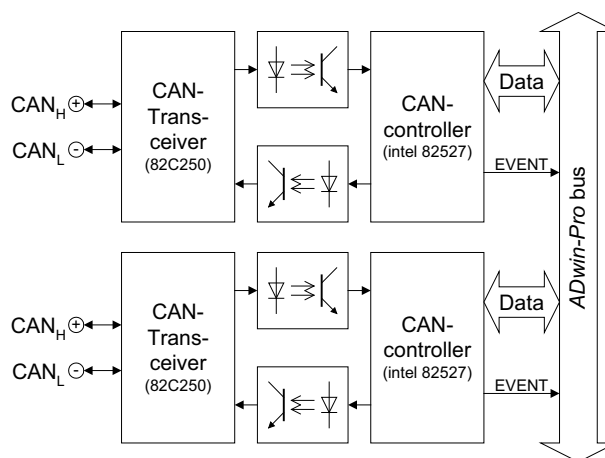 CAN-
Trans-
ceiver
(82C250)
CAN-
controller
(intel 82527)
CANH +
CANL -
Data
EVENT
CAN-
Trans-
ceiver
(82C250)
CAN-
controller
(intel 82527)
CANH +
CANL -
Data
EVENT
ADwin-Pro bus